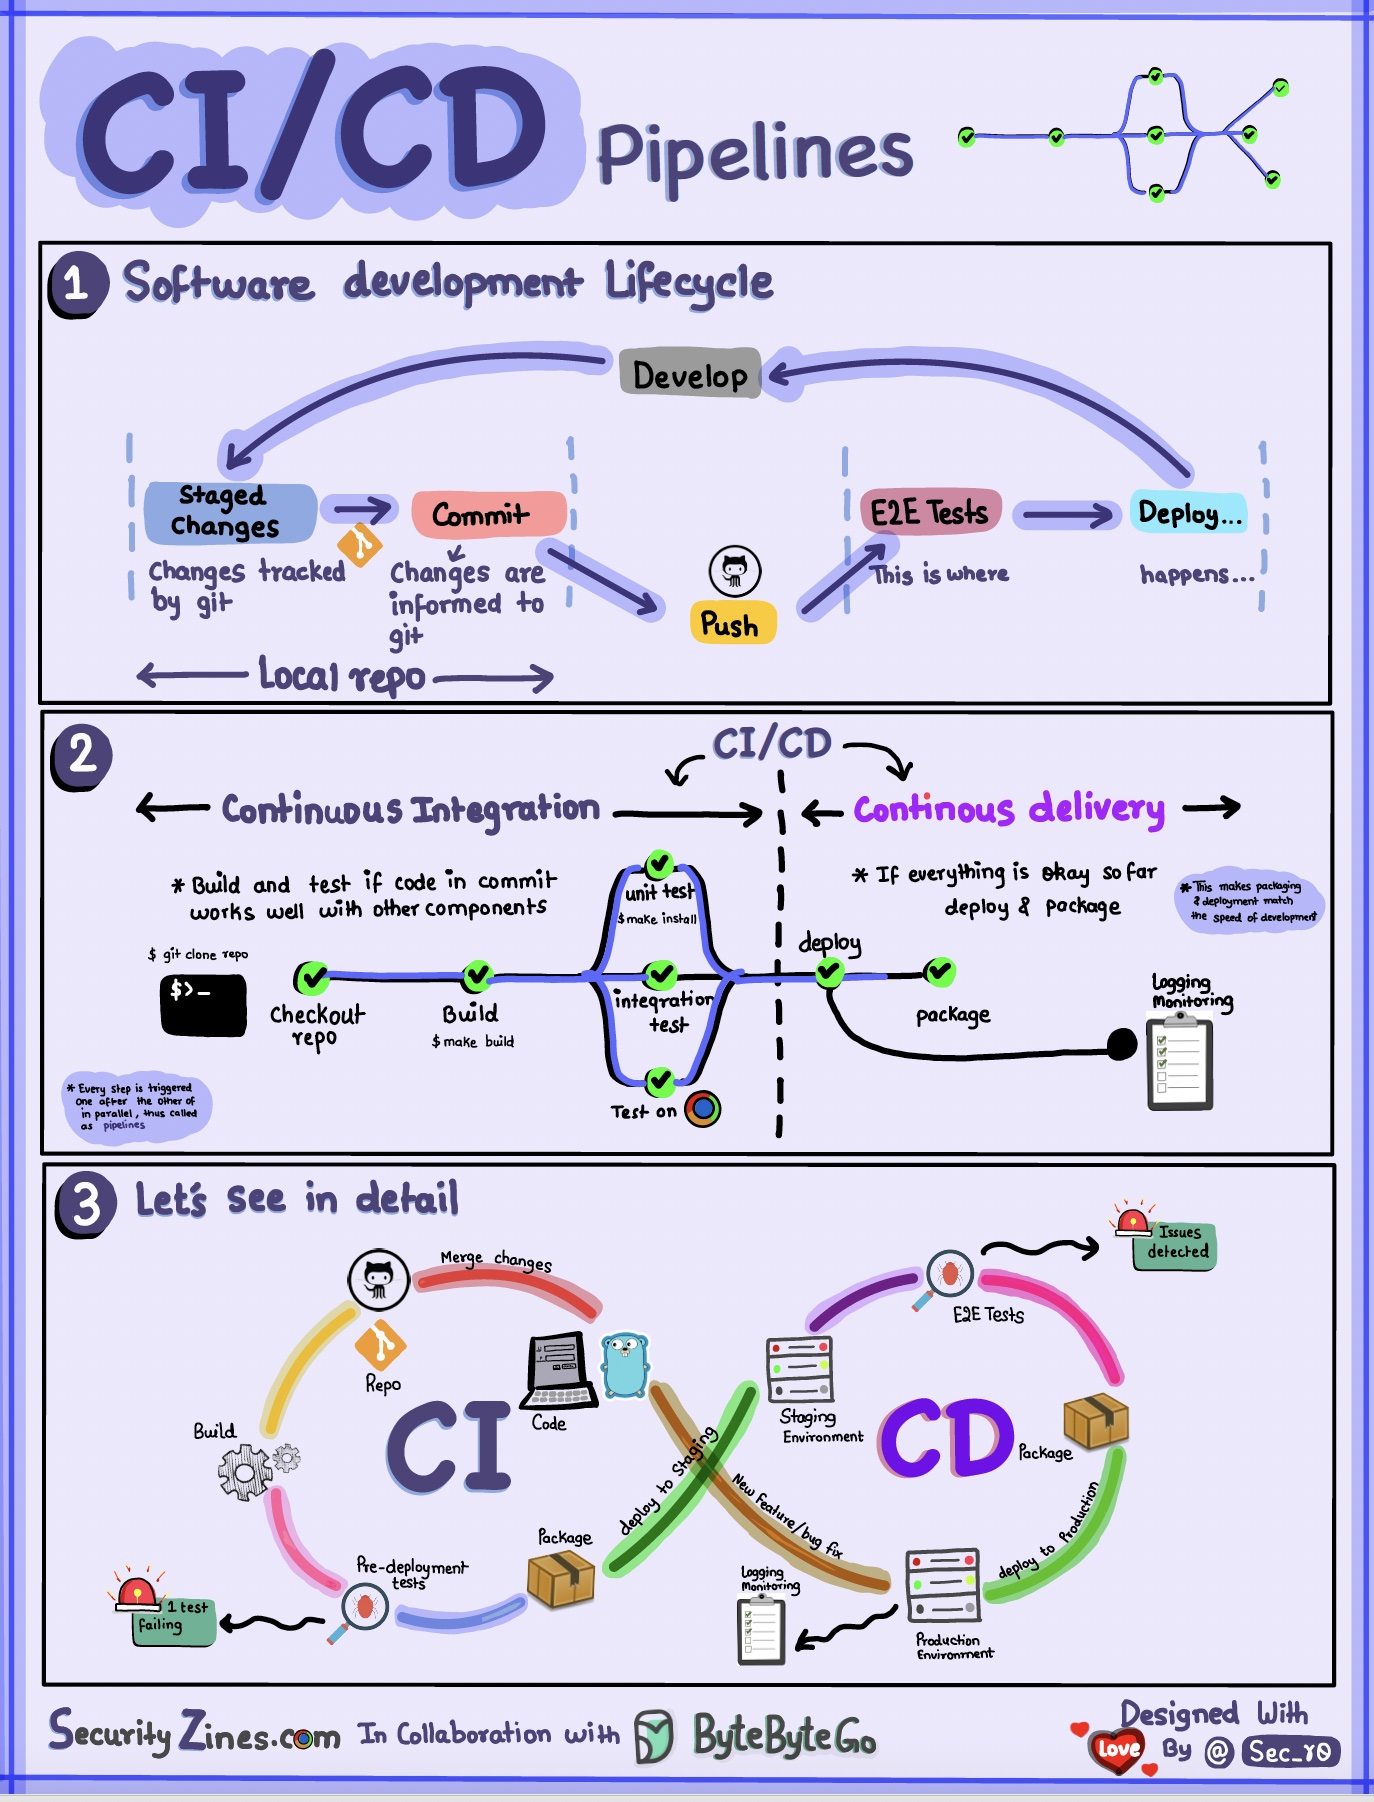 CI/CD Pipelines
1 Software development Lifecycle
Develop
Staged
Changes
Commit
E2E Tests
Deploy...
Changes tracked
by git
Changes are
informed to
git
Push
This is where
happens...
Local repo
2
CI/CD
Continuous Integration
Continous delivery
* Build and test if code in commit
works well with other components
* If everything is okay so far
deploy & package
* This makes packaging
& deployment match
the speed of development
$ git clone repo
$>_
Checkout
repo
Build
$ make build
unit test
$ make install
integration
test
Test on
deploy
package
Logging
Monitoring
* Every step is triggered
one after the other of
in parallel, thus called
as pipelines
3 Let's see in detail
Merge changes
Repo
Code
Build
CI
Pre-deployment
tests
1 test
failing
Package
deploy to Staging
New feature/bug fix
Staging
Environment
E2E Tests
Issues
detected
CD
Package
deploy to Production
Production
Environment
Logging
Monitoring
SecurityZines.com In Collaboration with ByteByteGo
Designed With
Love By @ Sec_r0